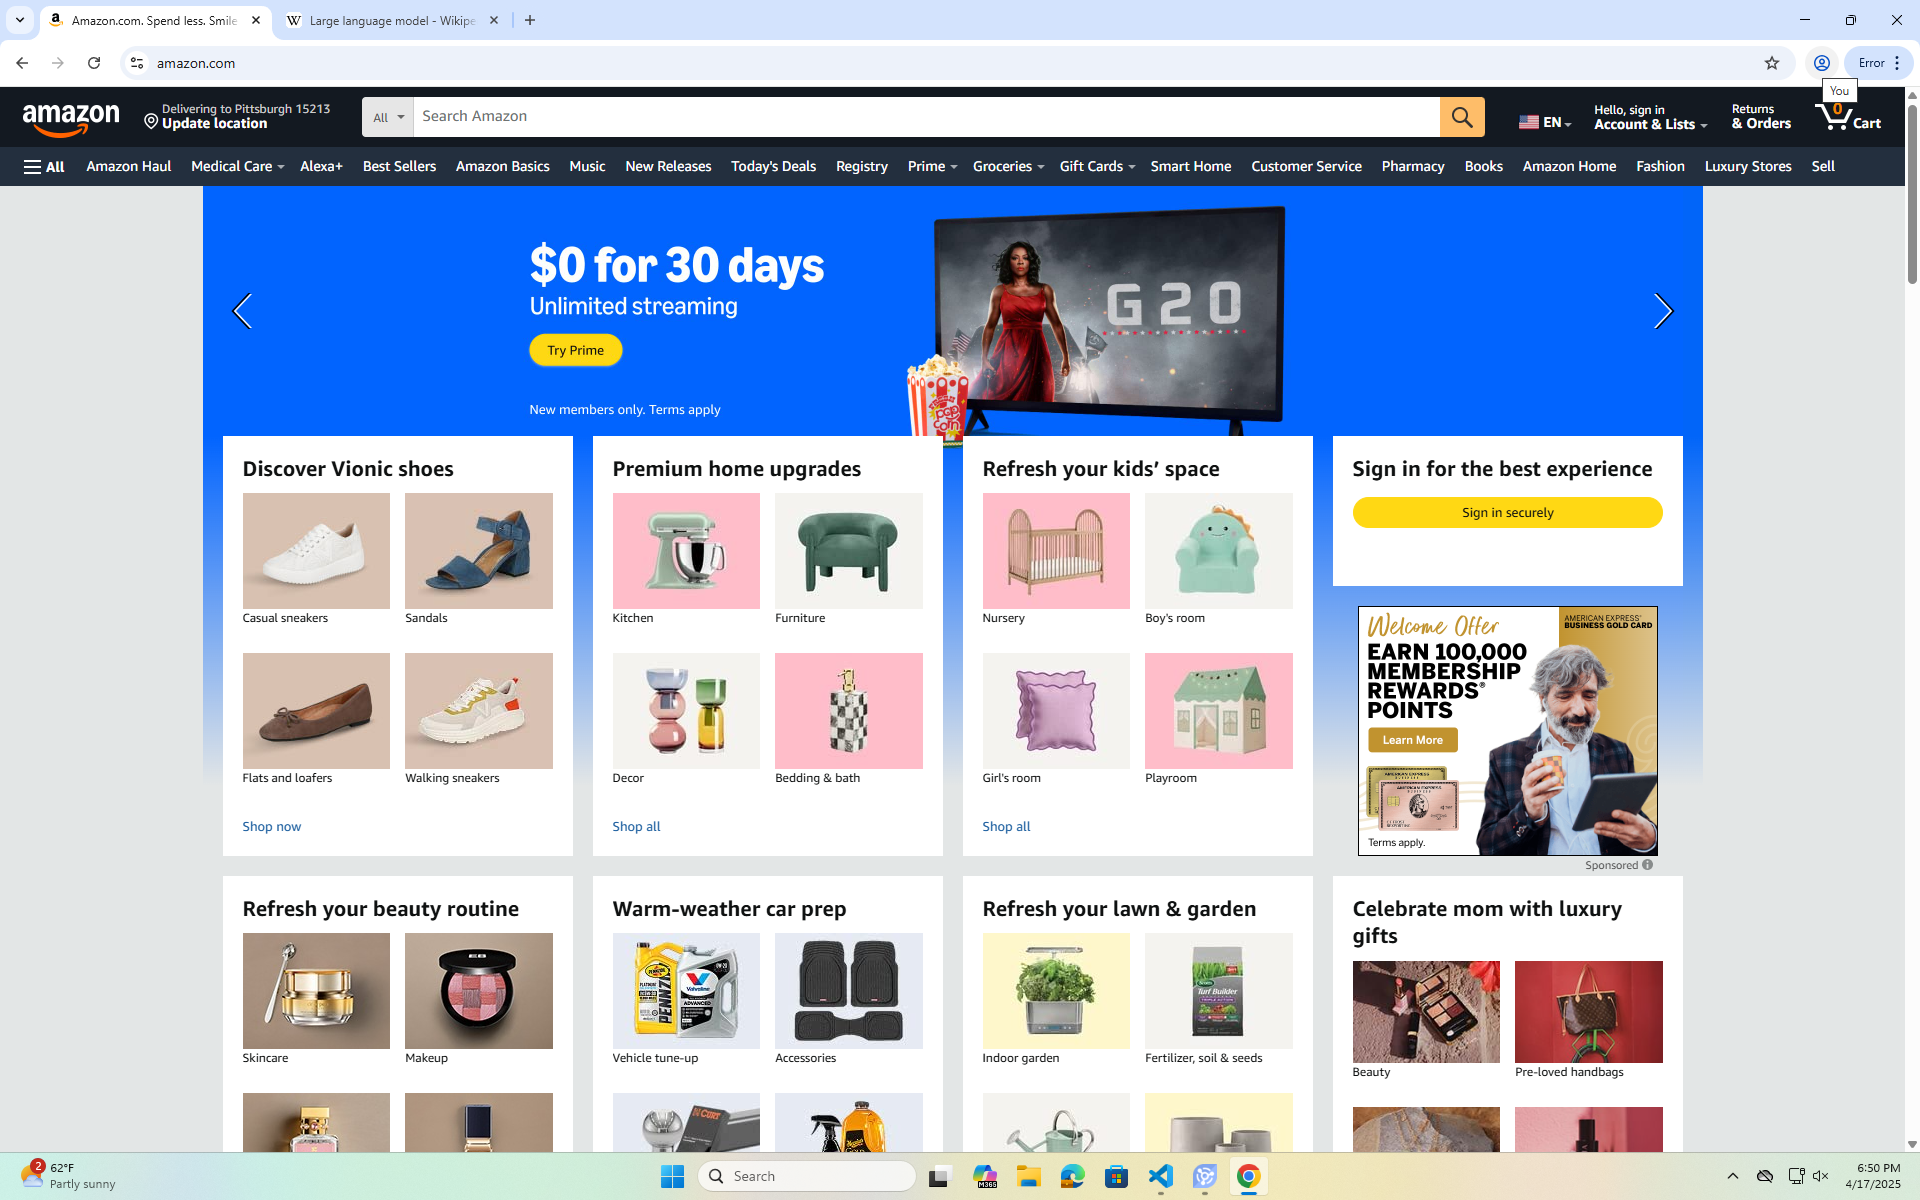 Amazon.com. Spend less. Smile
Large language model - Wikipe
amazon.com
Error
You
amazon
Delivering to Pittsburgh 15213
Update location
All
Search Amazon
EN
Hello, sign in
Account & Lists
Returns
& Orders
0
Cart
All
Amazon Haul
Medical Care
Alexa+
Best Sellers
Amazon Basics
Music
New Releases
Today's Deals
Registry
Prime
Groceries
Gift Cards
Smart Home
Customer Service
Pharmacy
Books
Amazon Home
Fashion
Luxury Stores
Sell
$0 for 30 days
Unlimited streaming
Try Prime
New members only. Terms apply
G20
Discover Vionic shoes
Casual sneakers
Sandals
Flats and loafers
Walking sneakers
Shop now
Premium home upgrades
Kitchen
Furniture
Decor
Bedding & bath
Shop all
Refresh your kids’ space
Nursery
Boy's room
Girl's room
Playroom
Shop all
Sign in for the best experience
Sign in securely
Welcome Offer
AMERICAN EXPRESS®
BUSINESS GOLD CARD
EARN 100,000
MEMBERSHIP
REWARDS®
POINTS
Learn More
Terms apply.
Sponsored
Refresh your beauty routine
Skincare
Makeup
Warm-weather car prep
PENNZOIL
Valvoline
ADVANCED
Vehicle tune-up
Accessories
CURT
Refresh your lawn & garden
Indoor garden
Scotts
Turf Builder
Fertilizer, soil & seeds
Celebrate mom with luxury
gifts
Beauty
Pre-loved handbags
2
62°F
Partly sunny
Search
M365
6:50 PM
4/17/2025